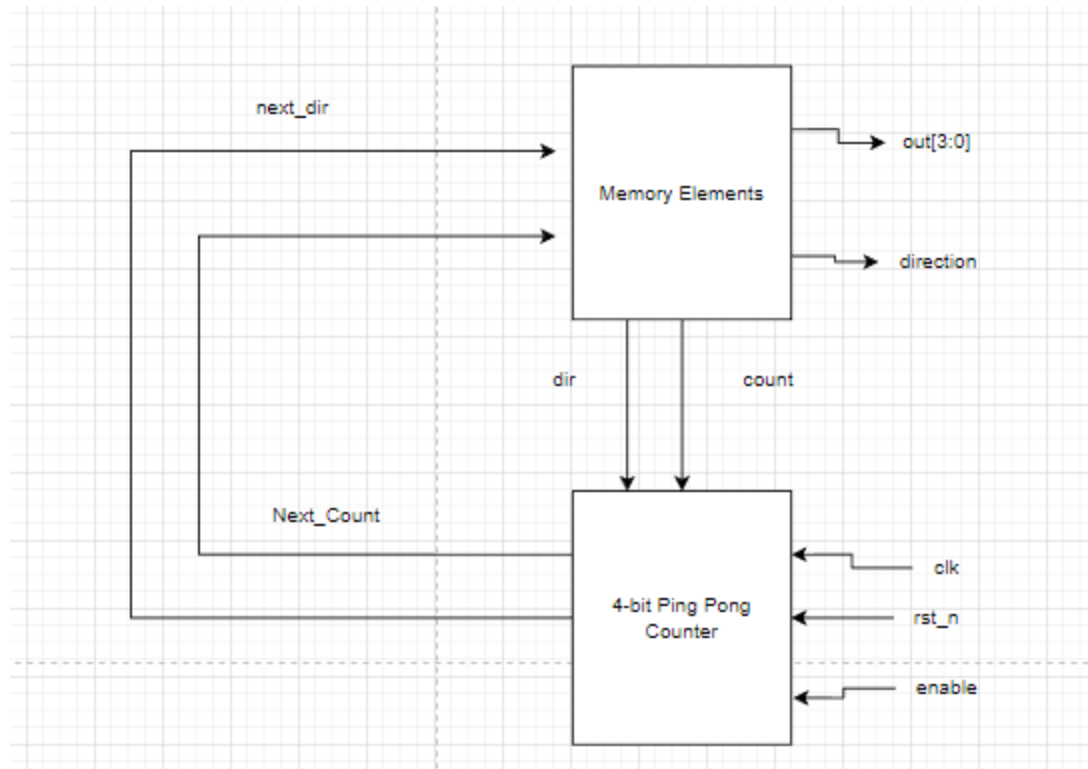 next_dir
out[3:0]
Memory Elements
direction
dir
count
Next_Count
clk
4-bit Ping Pong
Counter
rst_n
enable